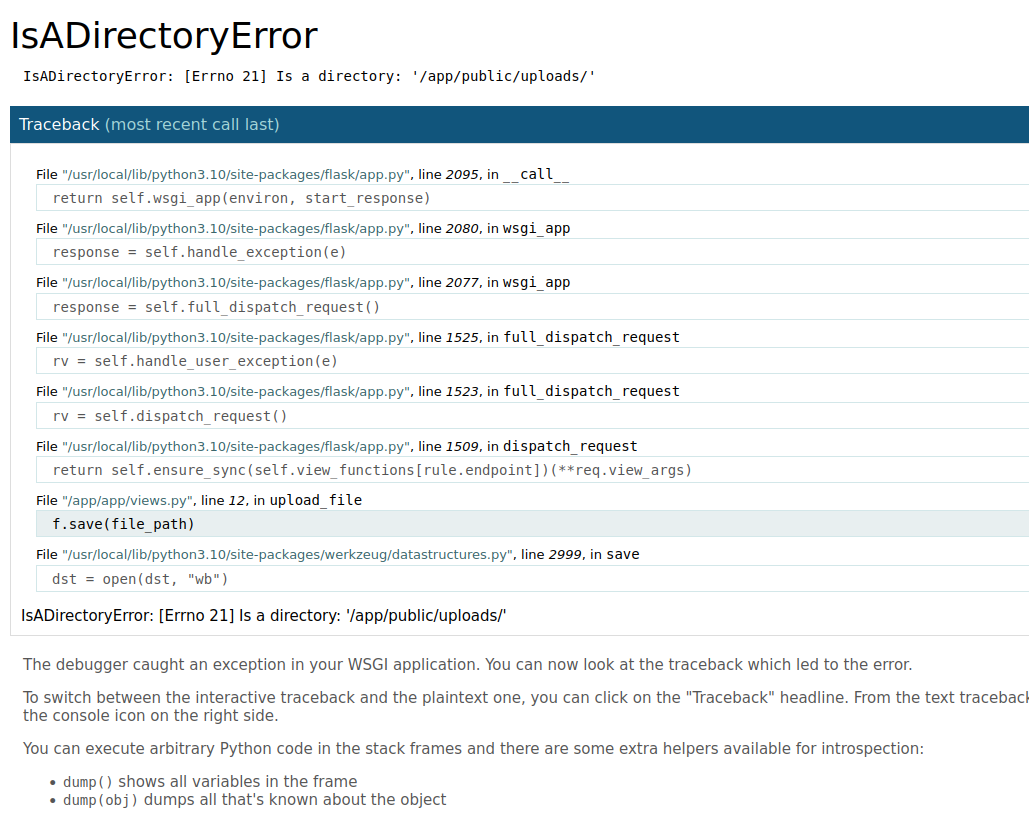 IsADirectoryError
IsADirectoryError: [Errno 21] Is a directory: '/app/public/uploads/'
Traceback (most recent call last)
File "/usr/local/lib/python3.10/site-packages/flask/app.py", line 2095, in __call__
return self.wsgi_app(environ, start_response)
File "/usr/local/lib/python3.10/site-packages/flask/app.py", line 2080, in wsgi_app
response = self.handle_exception(e)
File "/usr/local/lib/python3.10/site-packages/flask/app.py", line 2077, in wsgi_app
response = self.full_dispatch_request()
File "/usr/local/lib/python3.10/site-packages/flask/app.py", line 1525, in full_dispatch_request
rv = self.handle_user_exception(e)
File "/usr/local/lib/python3.10/site-packages/flask/app.py", line 1523, in full_dispatch_request
rv = self.dispatch_request()
File "/usr/local/lib/python3.10/site-packages/flask/app.py", line 1509, in dispatch_request
return self.ensure_sync(self.view_functions[rule.endpoint])(**req.view_args)
File "/app/app/views.py", line 12, in upload_file
f.save(file_path)
File "/usr/local/lib/python3.10/site-packages/werkzeug/datastructures.py", line 2999, in save
dst = open(dst, "wb")
IsADirectoryError: [Errno 21] Is a directory: '/app/public/uploads/'
The debugger caught an exception in your WSGI application. You can now look at the traceback which led to the error.
To switch between the interactive traceback and the plaintext one, you can click on the "Traceback" headline. From the text traceback
the console icon on the right side.
You can execute arbitrary Python code in the stack frames and there are some extra helpers available for introspection:
• dump() shows all variables in the frame
• dump(obj) dumps all that's known about the object